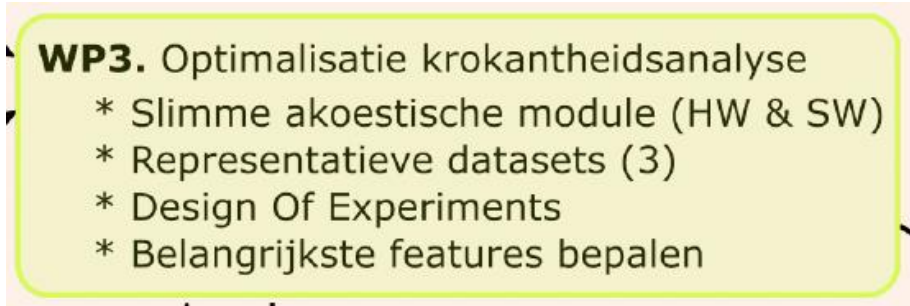 WP3. Optimalisatie krokantheidsanalyse
* Slimme akoestische module (HW & SW)
* Representatieve datasets (3)
* Design Of Experiments
* Belangrijkste features bepalen